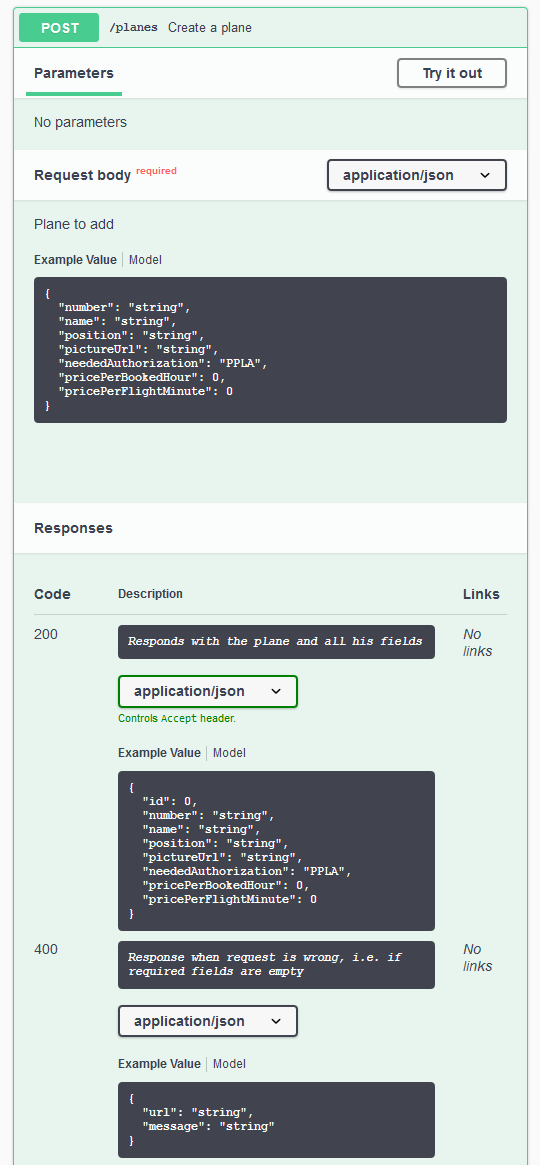 POST /planes Create a plane
Parameters Try it out
No parameters
Request body required application/json
Plane to add
Example Value Model
{
"number": "string",
"name": "string",
"position": "string",
"pictureUrl": "string",
"neededAuthorization": "PPLA",
"pricePerBookedHour": 0,
"pricePerFlightMinute": 0
}
Responses
Code Description Links
200 Responds with the plane and all his fields No
links
application/json
Controls Accept header.
Example Value Model
{
"id": 0,
"number": "string",
"name": "string",
"position": "string",
"pictureUrl": "string",
"neededAuthorization": "PPLA",
"pricePerBookedHour": 0,
"pricePerFlightMinute": 0
}
400 Response when request is wrong, i.e. if No
required fields are empty links
application/json
Example Value Model
{
"url": "string",
"message": "string"
}